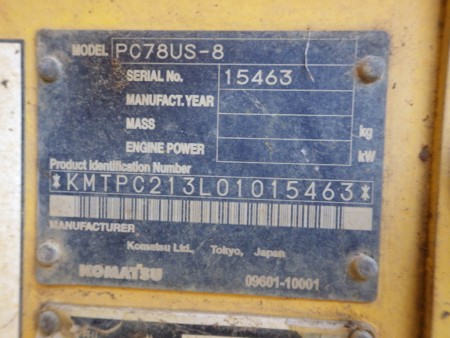 MODEL PC78US-8
SERIAL No. 15463
MANUFACT.YEAR
MASS kg
ENGINE POWER kW
Product Identification Number
*KMTPC213L01015463*
MANUFACTURER
Komatsu Ltd., Tokyo, Japan
KOMATSU 09601-10001